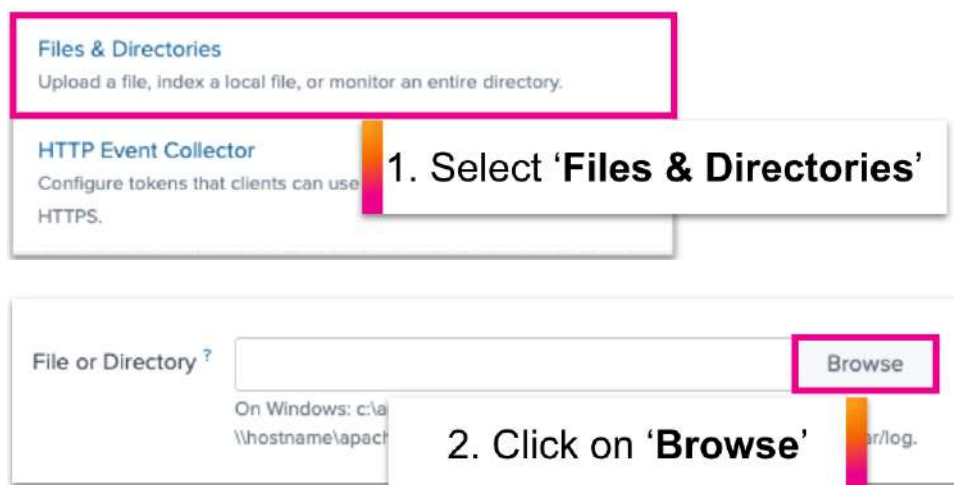 Files & Directories
Upload a file, index a local file, or monitor an entire directory.
HTTP Event Collector
Configure tokens that clients can use
HTTPS.
1. Select ‘Files & Directories’
File or Directory ?
Browse
On Windows: c:\a
\\hostname\apach
ar/log.
2. Click on ‘Browse’